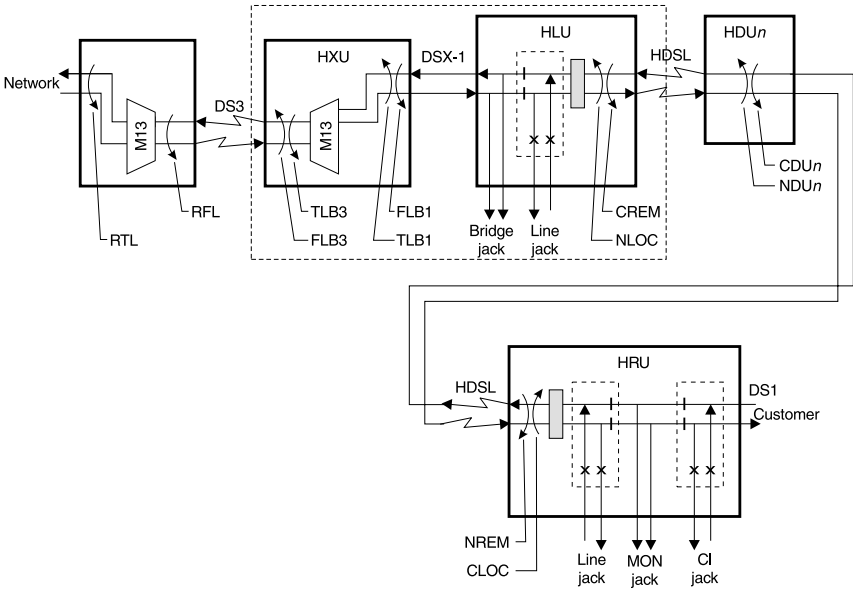 HXU
DSX-1
HLU
HDSL
HDUn
Network
DS3
M13
M13
RFL
RTL
TLB3
FLB3
FLB1
TLB1
Bridge
jack
Line
jack
CREM
NLOC
CDUn
NDUn
HDSL
HRU
DS1
Customer
NREM
CLOC
Line
jack
MON
jack
CI
jack